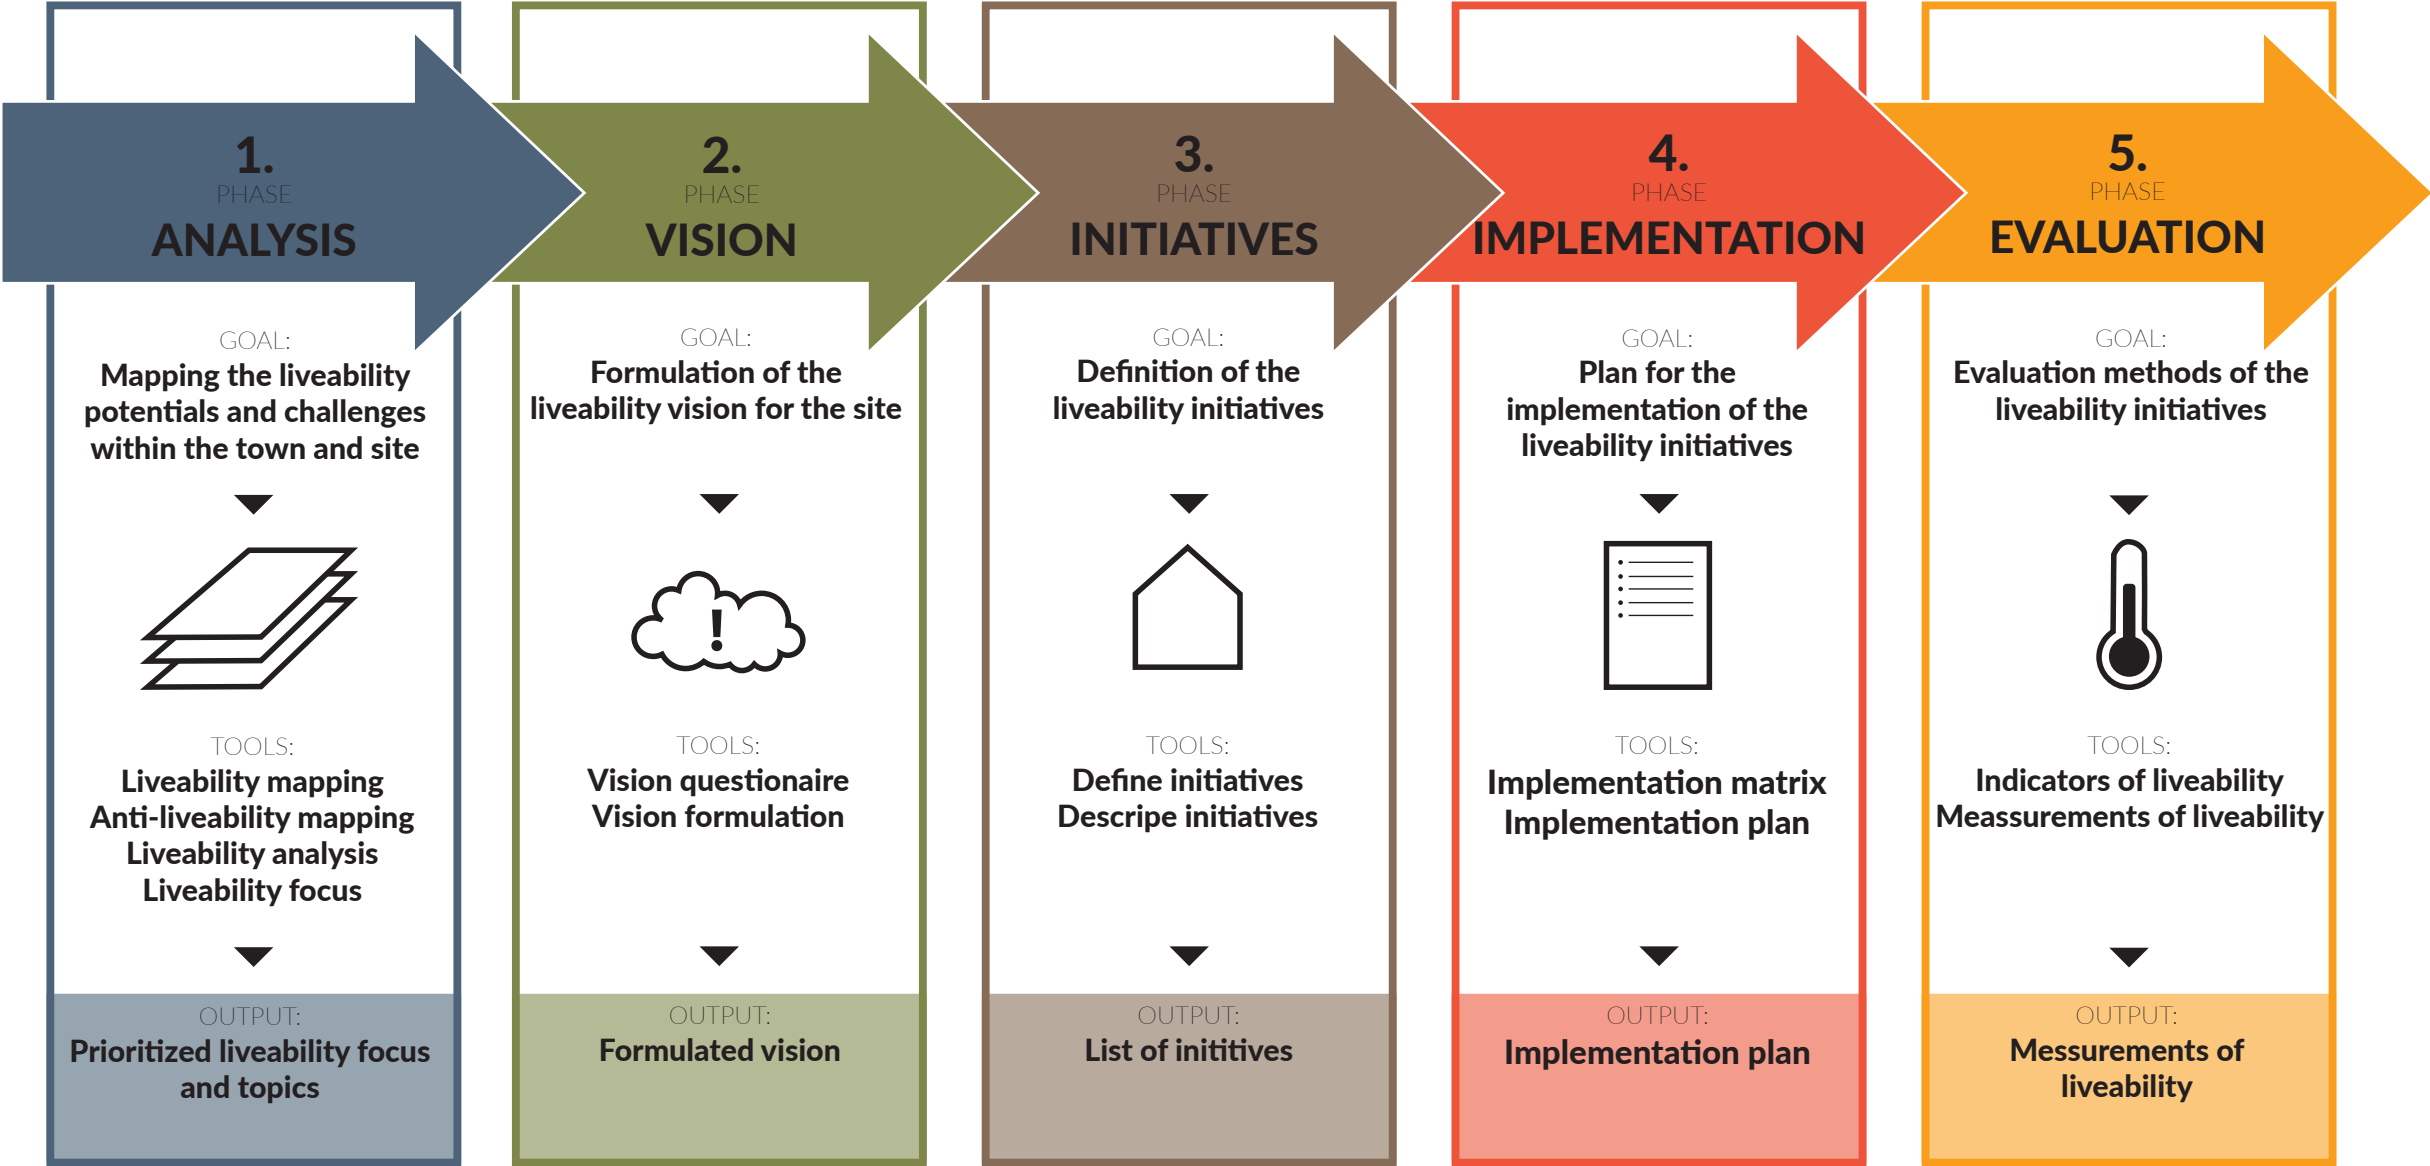 1.
PHASE
ANALYSIS
GOAL:
Mapping the liveability
potentials and challenges
within the town and site
TOOLS:
Liveability mapping
Anti-liveability mapping
Liveability analysis
Liveability focus
OUTPUT:
Prioritized liveability focus
and topics
2.
PHASE
VISION
GOAL:
Formulation of the
liveability vision for the site
!
TOOLS:
Vision questionaire
Vision formulation
OUTPUT:
Formulated vision
3.
PHASE
INITIATIVES
GOAL:
Definition of the
liveability initiatives
TOOLS:
Define initiatives
Descripe initiatives
OUTPUT:
List of inititives
4.
PHASE
IMPLEMENTATION
GOAL:
Plan for the
implementation of the
liveability initiatives
TOOLS:
Implementation matrix
Implementation plan
OUTPUT:
Implementation plan
5.
PHASE
EVALUATION
GOAL:
Evaluation methods of the
liveability initiatives
TOOLS:
Indicators of liveability
Meassurements of liveability
OUTPUT:
Messurements of
liveability